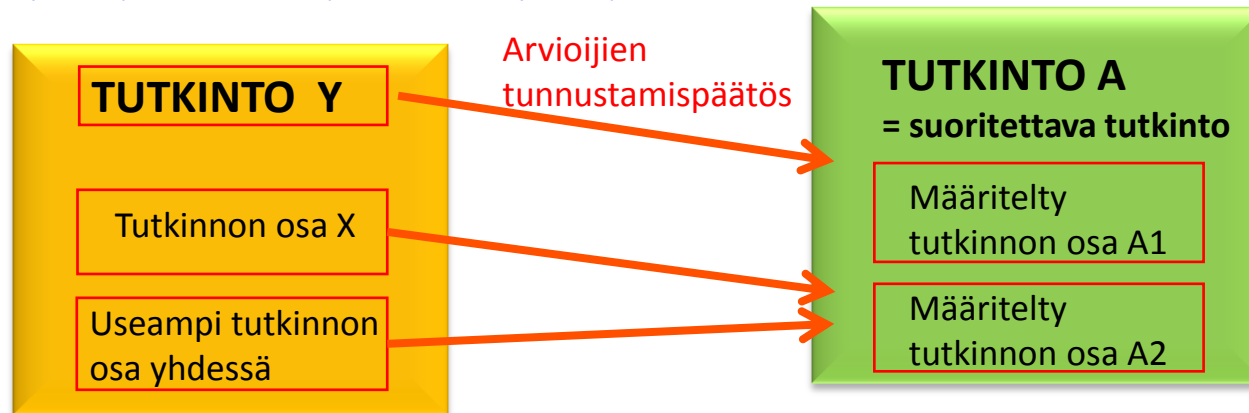 TUTKINTO Y
Tutkinnon osa X
Useampi tutkinnon
osa yhdessä
Arvioijien
tunnustamispäätös
TUTKINTO A
= suoritettava tutkinto
Määritelty
tutkinnon osa A1
Määritelty
tutkinnon osa A2